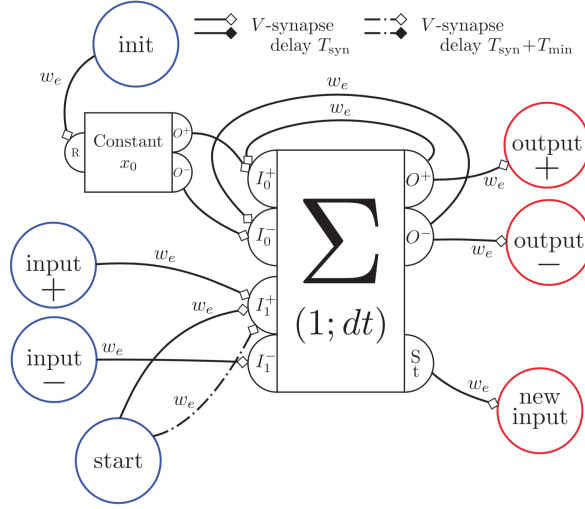 init
V-synapse
delay T_syn
V-synapse
delay T_syn+T_min
w_e
w_e
w_e
R
Constant
x_0
O^+
O^-
I_0^+
I_0^-
I_1^+
I_1^-
Σ
(1; dt)
O^+
O^-
S
t
w_e
output
+
w_e
output
−
input
+
w_e
w_e
input
−
w_e
w_e
start
w_e
new
input